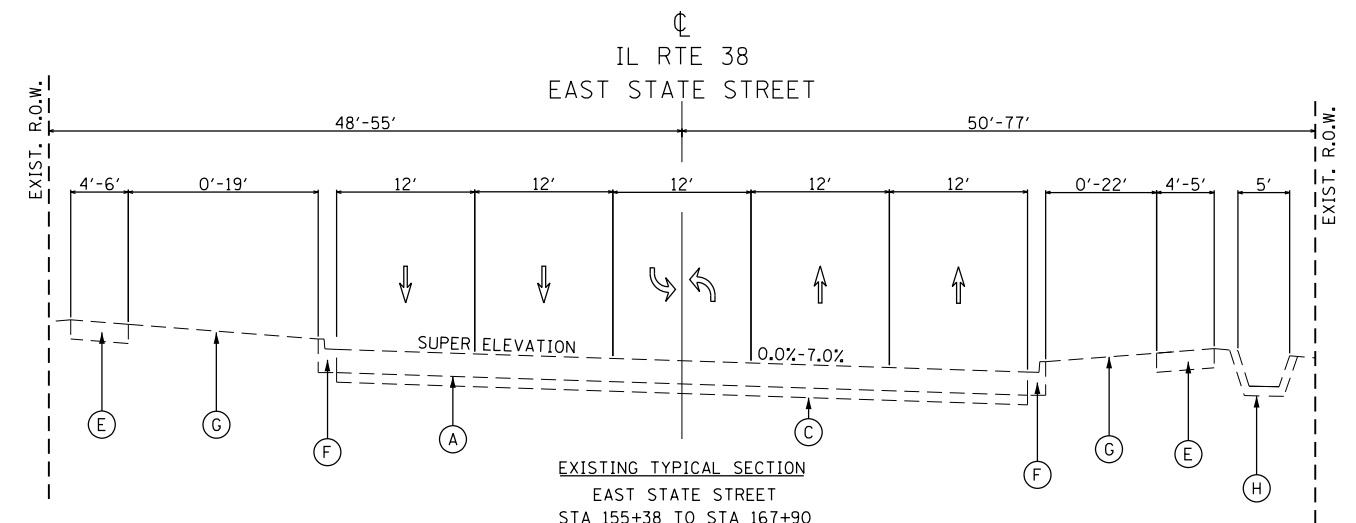 ℄
IL RTE 38
EAST STATE STREET
EXIST. R.O.W.
48'-55'
50'-77'
EXIST. R.O.W.
4'-6'
0'-19'
12'
12'
12'
12'
12'
0'-22'
4'-5'
5'
SUPER ELEVATION
0.0%-7.0%
E
G
F
A
C
F
G
E
H
EXISTING TYPICAL SECTION
EAST STATE STREET
STA 155+38 TO STA 167+90